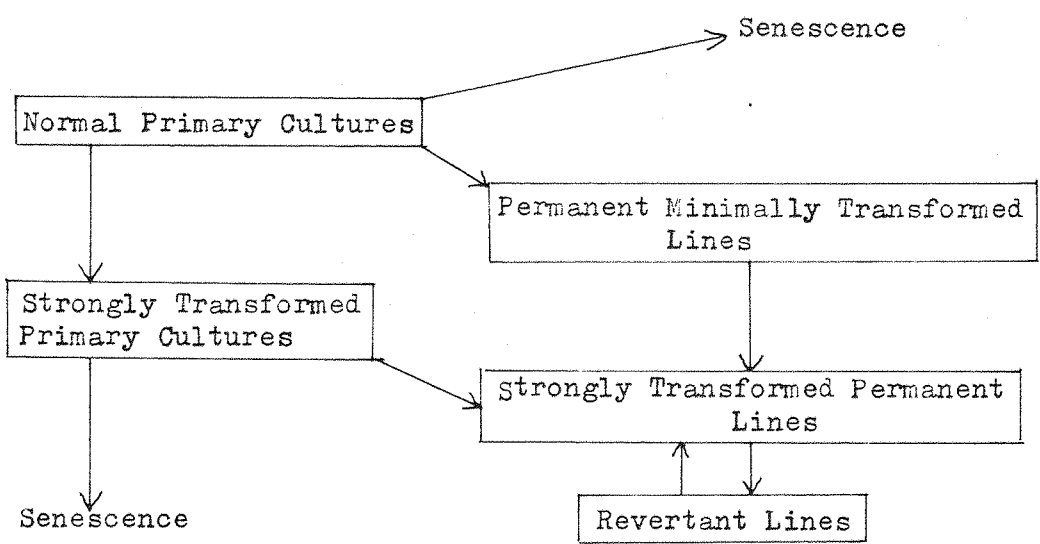 Senescence
Normal Primary Cultures
Permanent Minimally Transformed
Lines
Strongly Transformed
Primary Cultures
Strongly Transformed Permanent
Lines
Senescence
Revertant Lines